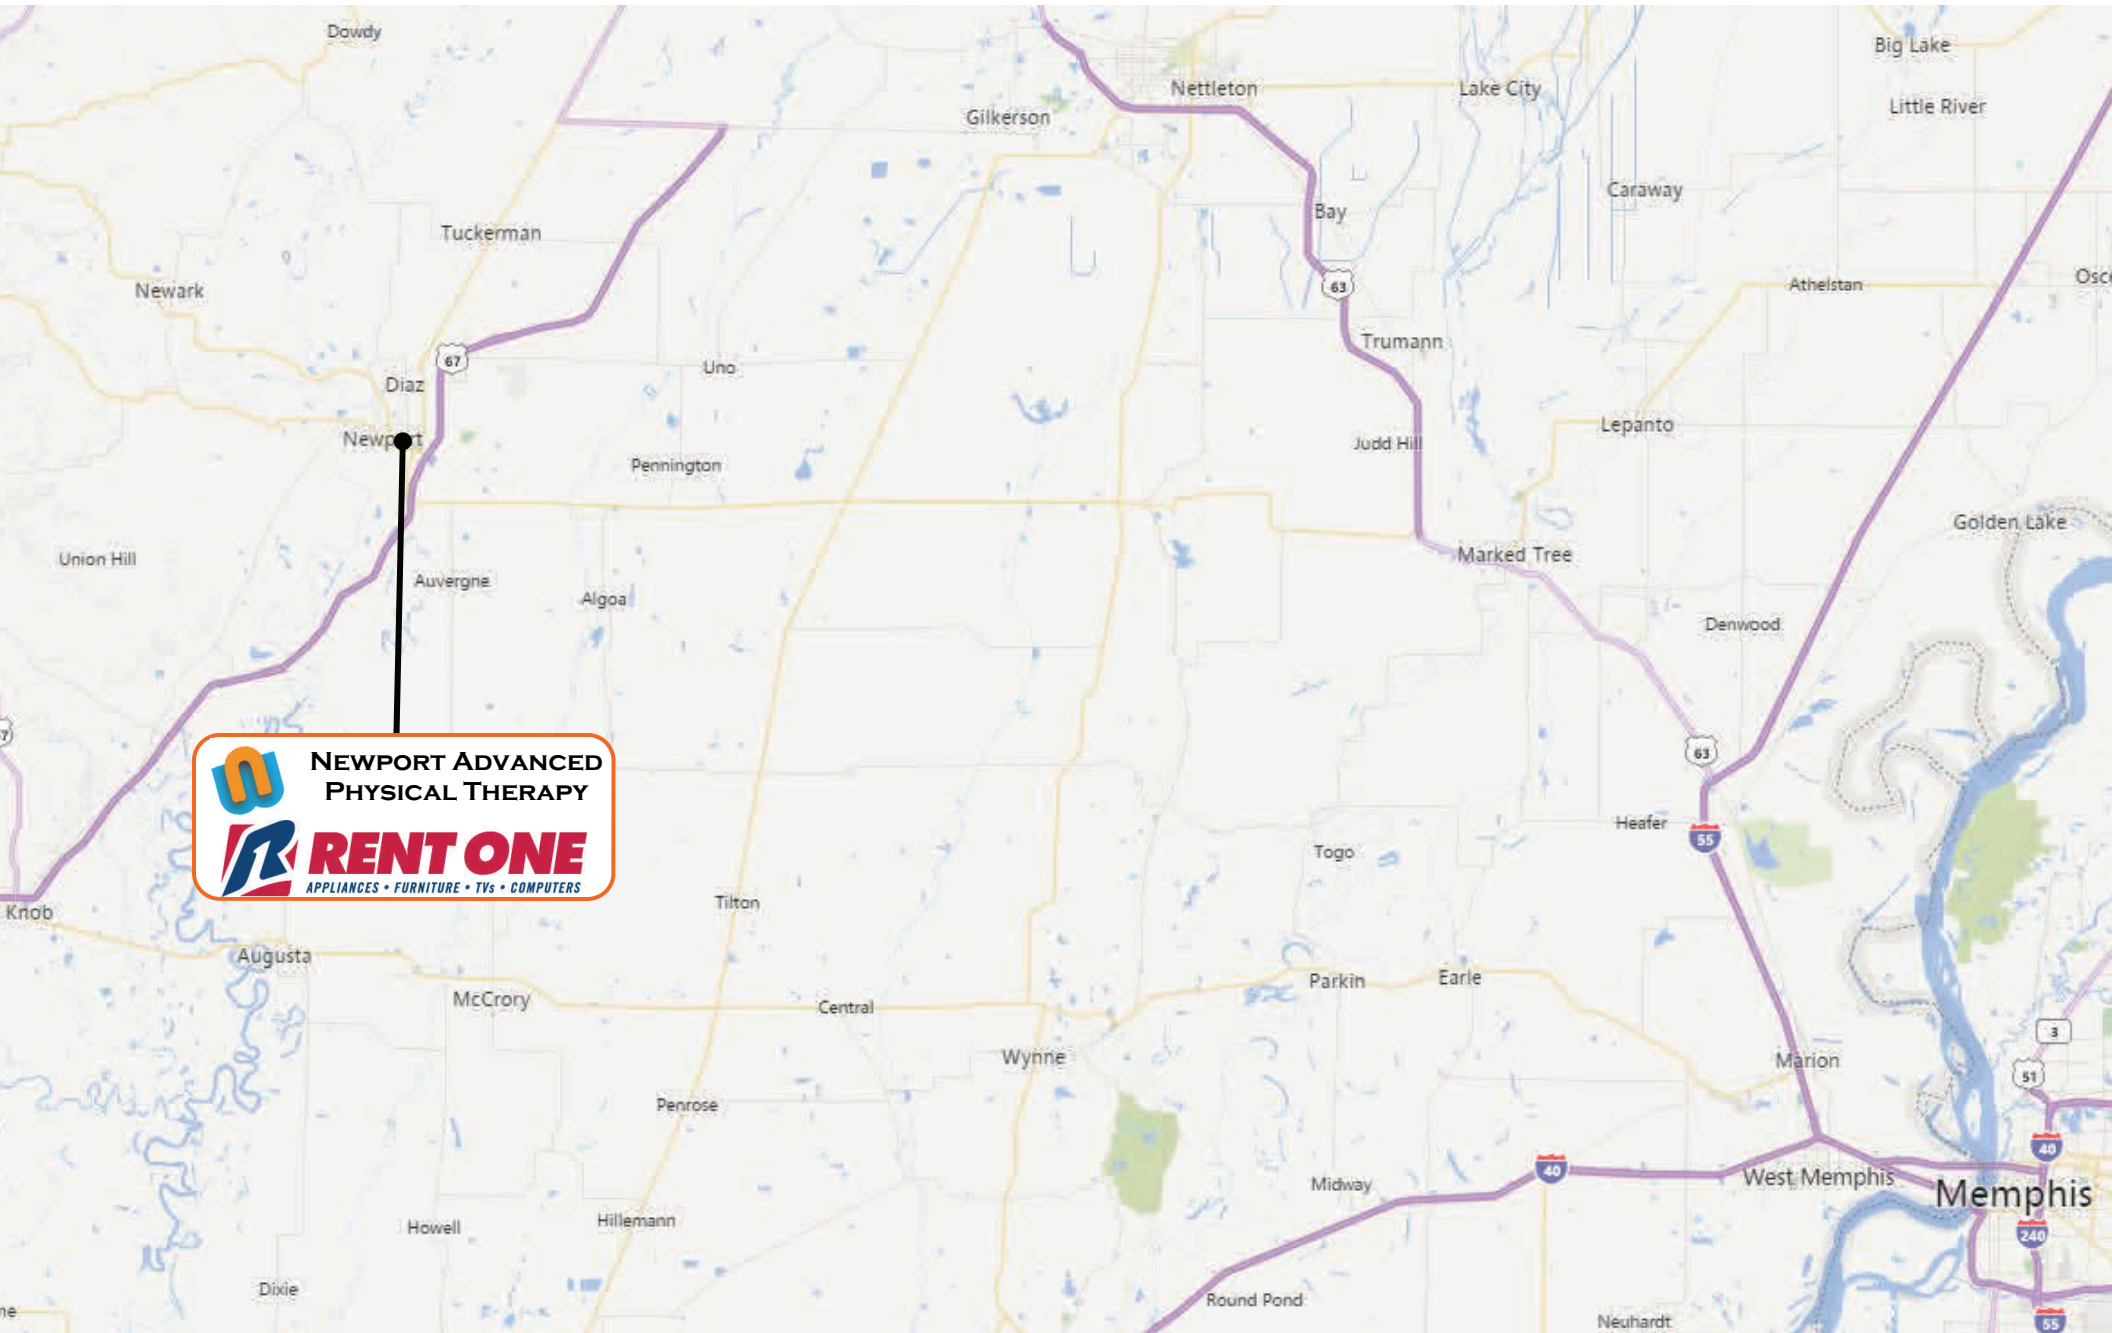 Dowdy
Big Lake
Nettleton
Lake City
Little River
Gilkerson
Caraway
Bay
Tuckerman
Newark
63
Athelstan
Trumann
67
Uno
Diaz
Newport
Lepanto
Judd Hill
Pennington
Golden Lake
Union Hill
Marked Tree
Auvergne
Algoa
Denwood
63
NEWPORT ADVANCED
PHYSICAL THERAPY
RENT ONE
APPLIANCES • FURNITURE • TVs • COMPUTERS
Heafer
55
Togo
Tilton
Knob
Augusta
Parkin
Earle
McCrory
Central
3
Wynne
Marion
51
Penrose
40
40
Midway
West Memphis
Memphis
Howell
Hillemann
240
Dixie
Round Pond
Neuhardt
55